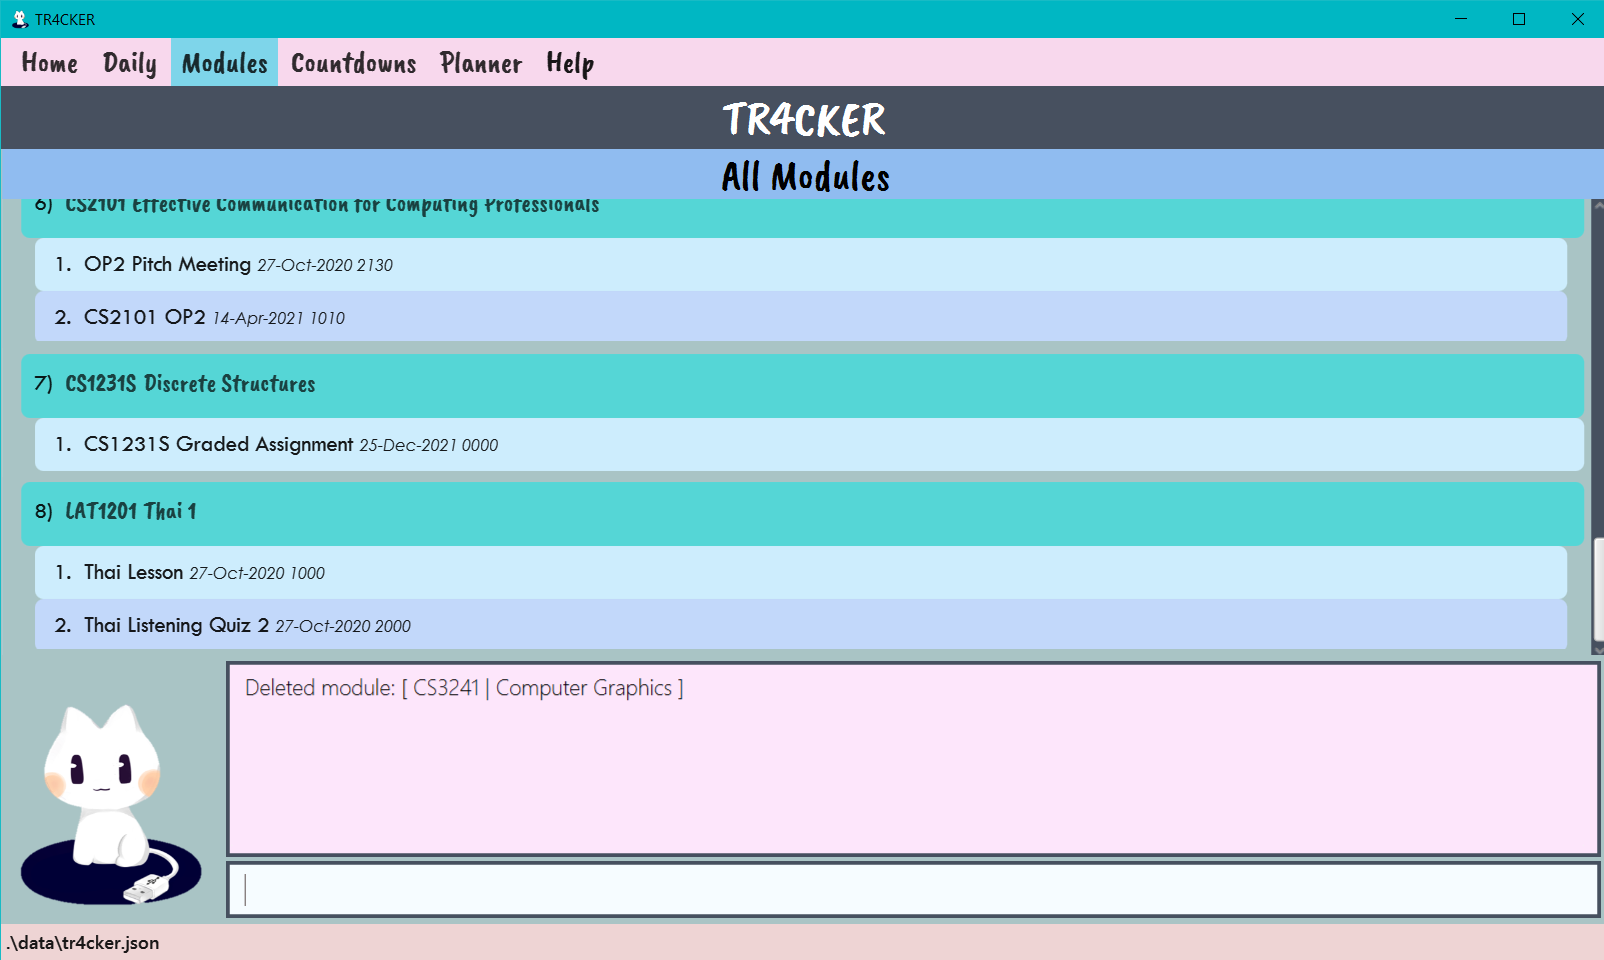 TR4CKER
Home Daily Modules Countdowns Planner Help
TR4CKER
All Modules
6) CS2101 Effective Communication for Computing Professionals
1. OP2 Pitch Meeting 27-Oct-2020 2130
2. CS2101 OP2 14-Apr-2021 1010
7) CS1231S Discrete Structures
1. CS1231S Graded Assignment 25-Dec-2021 0000
8) LAT1201 Thai 1
1. Thai Lesson 27-Oct-2020 1000
2. Thai Listening Quiz 2 27-Oct-2020 2000
Deleted module: [ CS3241 | Computer Graphics ]
.\data\tr4cker.json